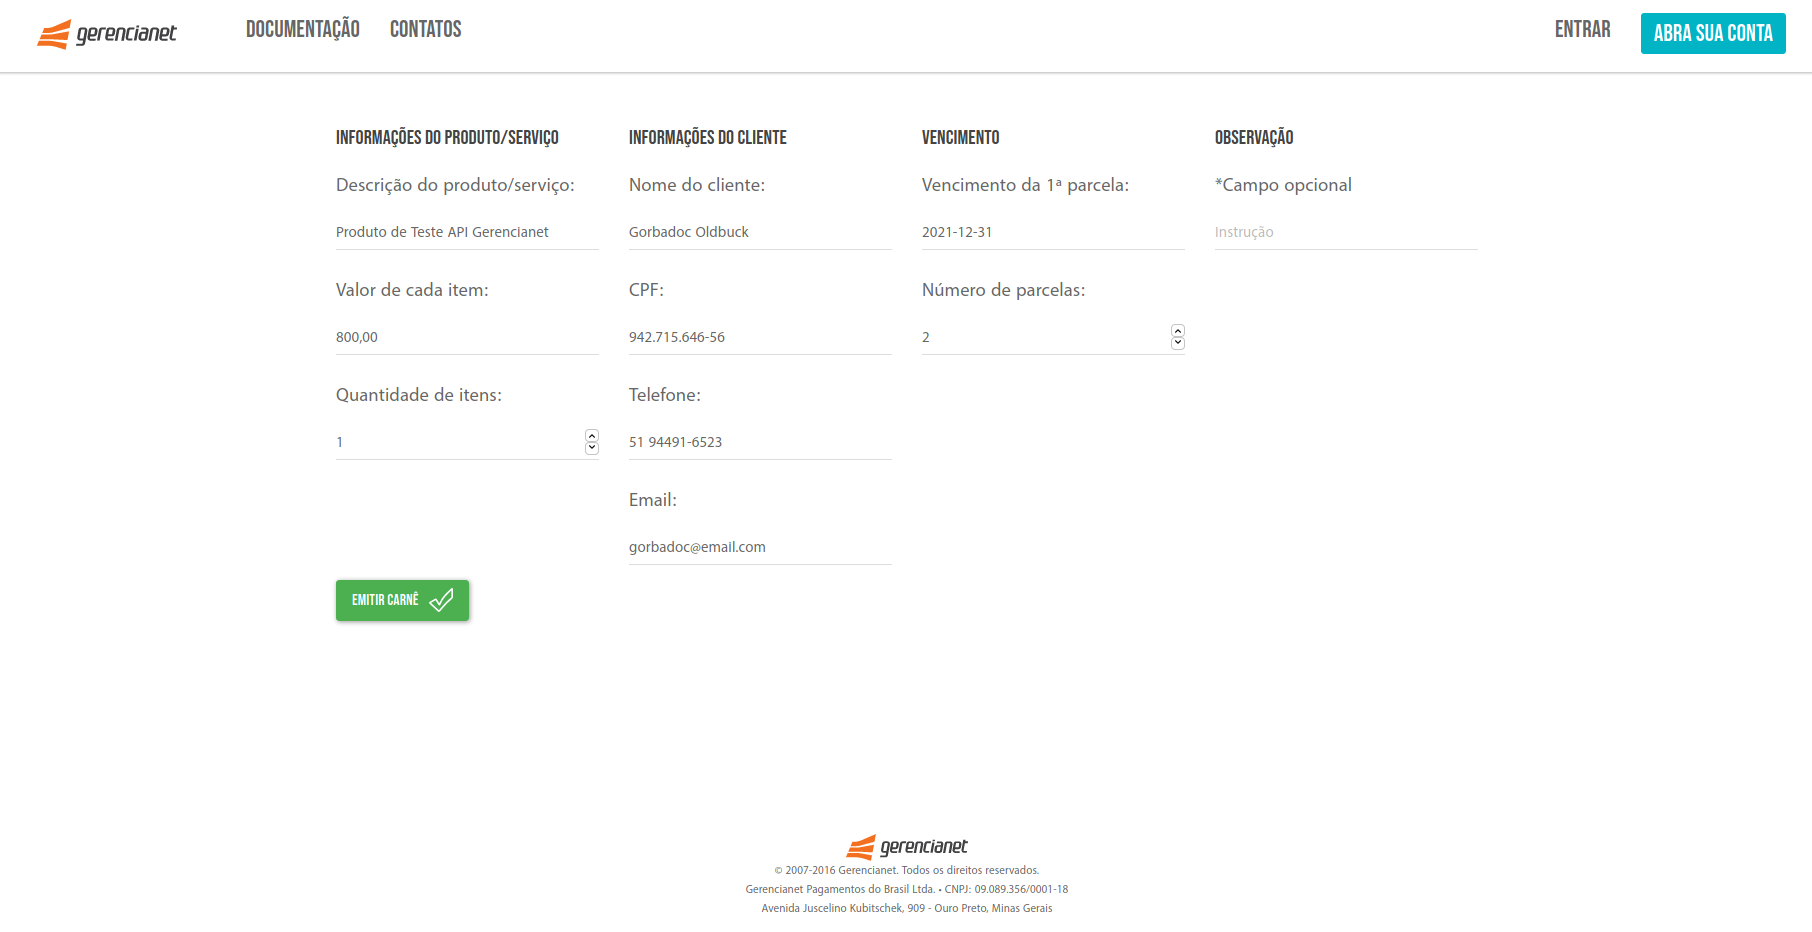 gerencianet
DOCUMENTAÇÃO
CONTATOS
ENTRAR
ABRA SUA CONTA
INFORMAÇÕES DO PRODUTO/SERVIÇO
Descrição do produto/serviço:
Produto de Teste API Gerencianet
Valor de cada item:
800,00
Quantidade de itens:
1
INFORMAÇÕES DO CLIENTE
Nome do cliente:
Gorbadoc Oldbuck
CPF:
942.715.646-56
Telefone:
51 94491-6523
Email:
gorbadoc@email.com
VENCIMENTO
Vencimento da 1ª parcela:
2021-12-31
Número de parcelas:
2
OBSERVAÇÃO
*Campo opcional
Instrução
EMITIR CARNÊ
gerencianet
© 2007-2016 Gerencianet. Todos os direitos reservados.
Gerencianet Pagamentos do Brasil Ltda. • CNPJ: 09.089.356/0001-18
Avenida Juscelino Kubitschek, 909 - Ouro Preto, Minas Gerais